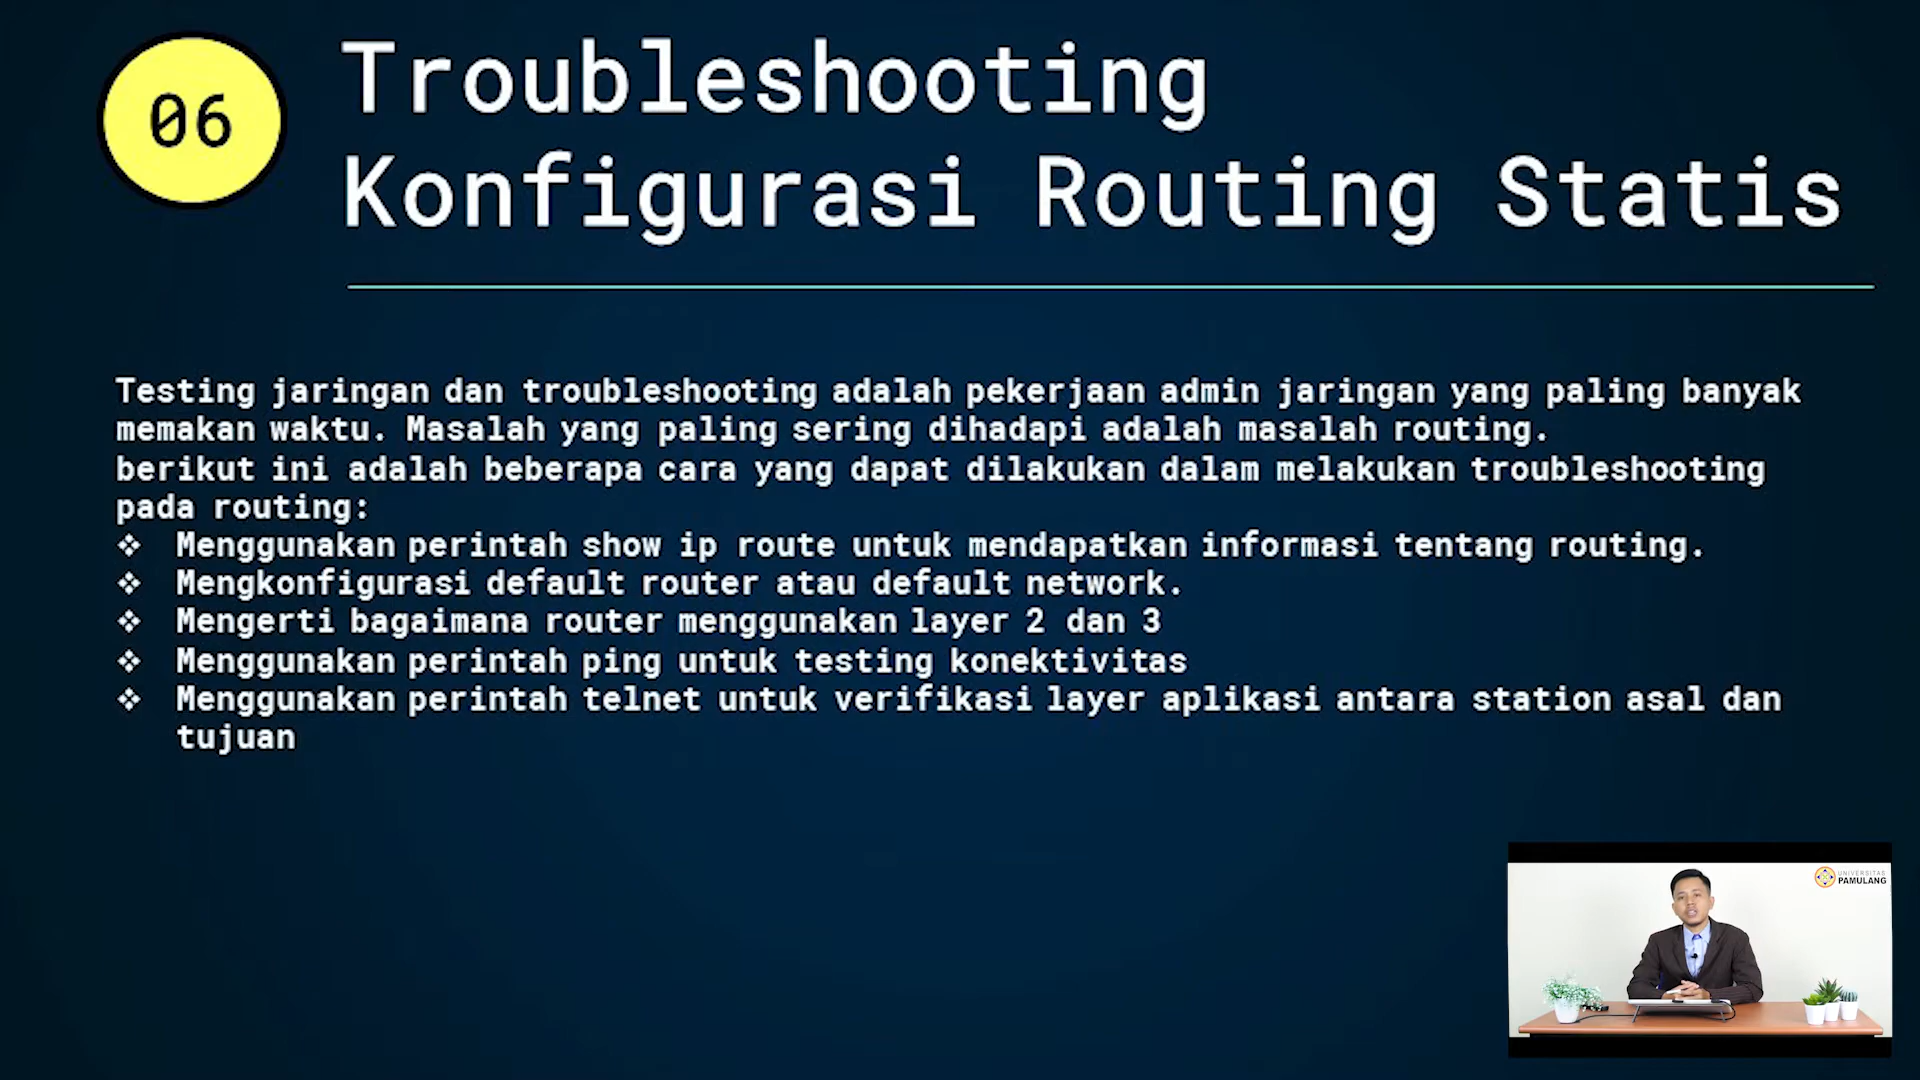 06
Troubleshooting
Konfigurasi Routing Statis
Testing jaringan dan troubleshooting adalah pekerjaan admin jaringan yang paling banyak
memakan waktu. Masalah yang paling sering dihadapi adalah masalah routing.
berikut ini adalah beberapa cara yang dapat dilakukan dalam melakukan troubleshooting
pada routing:
❖ Menggunakan perintah show ip route untuk mendapatkan informasi tentang routing.
❖ Mengkonfigurasi default router atau default network.
❖ Mengerti bagaimana router menggunakan layer 2 dan 3
❖ Menggunakan perintah ping untuk testing konektivitas
❖ Menggunakan perintah telnet untuk verifikasi layer aplikasi antara station asal dan
tujuan
UNIVERSITAS
PAMULANG